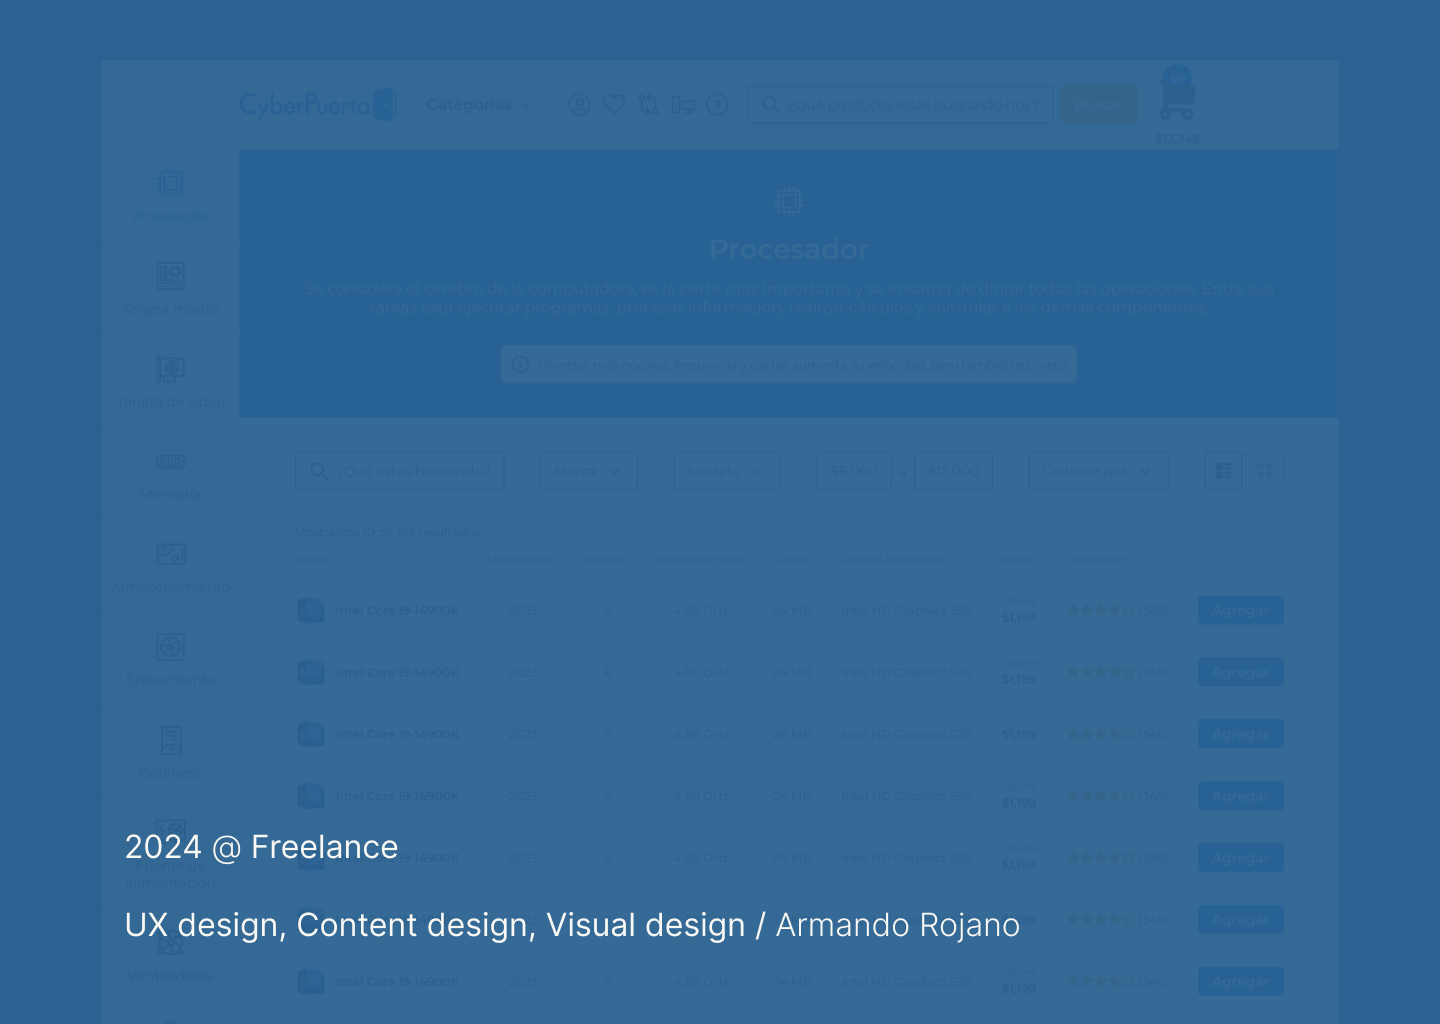 CyberPuerta
Categorías
¿Qué producto estás buscando hoy?
Buscar
99
$12,345
Procesador
Tarjeta madre
Tarjeta de video
Memoria
Almacenamiento
Enfriamiento
Gabinete
Fuente de
alimentación
Ventiladores
Procesador
Se considera el cerebro de la computadora, es la parte más importante y se encarga de dirigir todas las operaciones. Entre sus
tareas está ejecutar programas, procesar información, realizar cálculos y controlar a los demás componentes.
Mientras más núcleos, frecuencia y caché, aumenta su velocidad, pero también su costo
¿Qué estás buscando? Marca Modelo $6,000 a $12,000 Ordenar por
Mostrando 10 de 195 resultados
Marca Lanzamiento Núcleos Frecuencia turbo Caché Gráficos integrados Precio Calificación
Intel Core i9-14900K 2023 6 4.80 GHz 24 MB Intel HD Graphics 530 $1,199 (345) Agregar
Intel Core i9-14900K 2023 6 4.80 GHz 24 MB Intel HD Graphics 530 $1,199 (345) Agregar
Intel Core i9-14900K 2023 6 4.80 GHz 24 MB Intel HD Graphics 530 $1,199 (345) Agregar
Intel Core i9-14900K 2023 6 4.80 GHz 24 MB Intel HD Graphics 530 $1,199 (345) Agregar
i9-14900K 2023 6 4.80 GHz 24 MB Intel HD Graphics 530 $1,199 (345) Agregar
(345) Agregar
Intel Core i9-14900K 2023 6 4.80 GHz 24 MB Intel HD Graphics 530 $1,199 (345) Agregar
2024 @ Freelance
UX design, Content design, Visual design / Armando Rojano